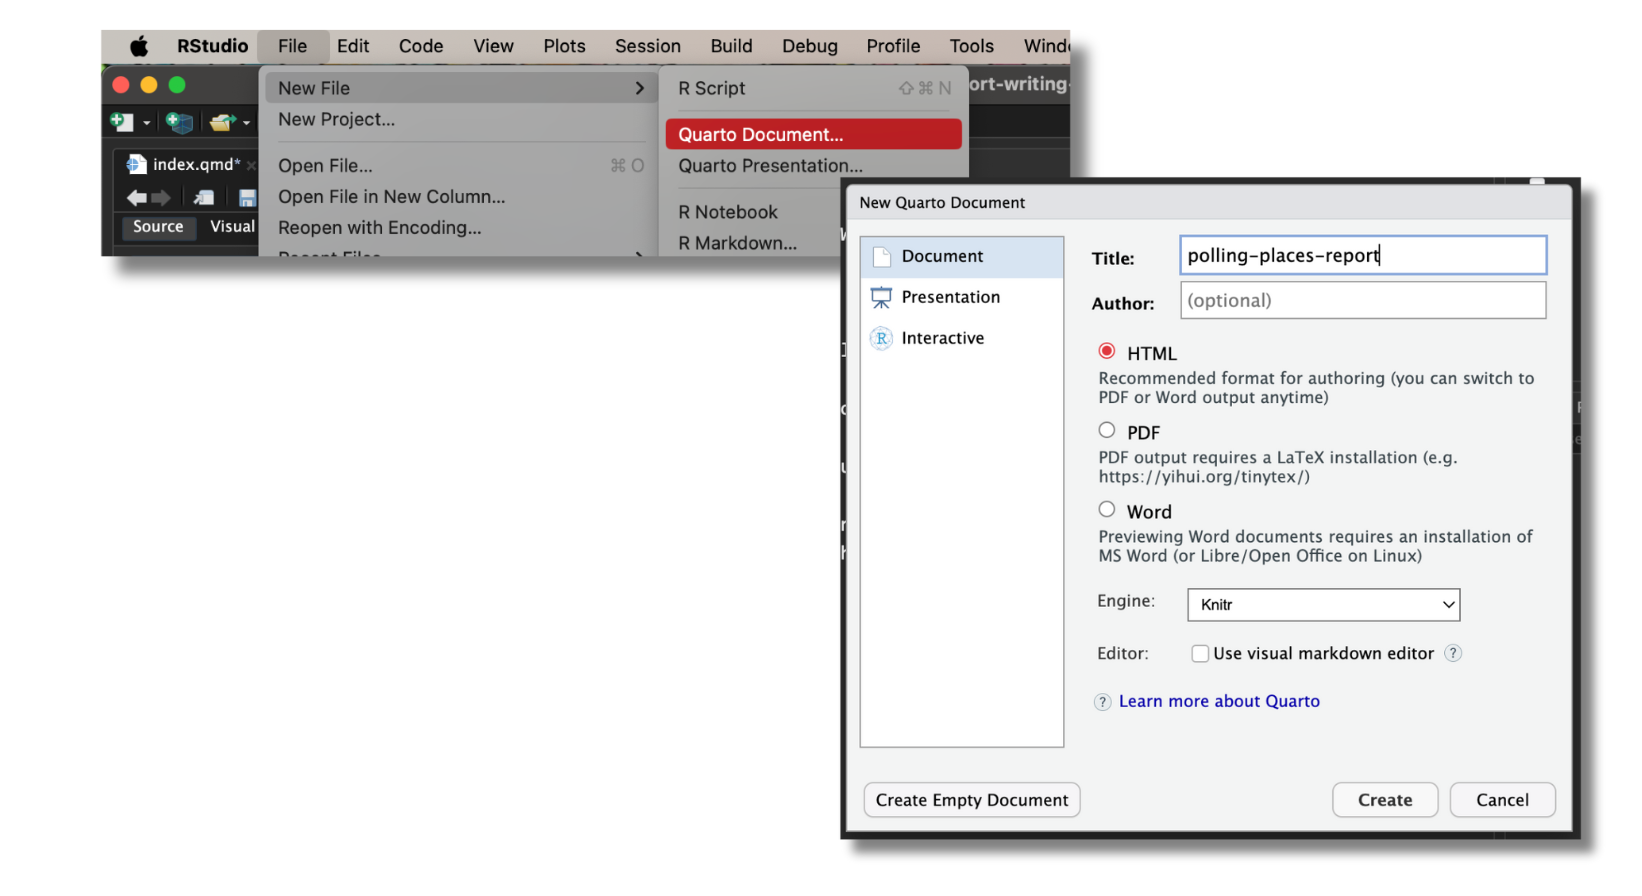 RStudio File Edit Code View Plots Session Build Debug Profile Tools
New File
New Project...
Open File... ⌘ O
Open File in New Column...
Reopen with Encoding...
Recent Files
R Script ⇧ ⌘ N
Quarto Document...
Quarto Presentation...
R Notebook
R Markdown...
ort-writing-
index.qmd*
Source Visual
New Quarto Document
Document
Presentation
Interactive
Title: polling-places-report
Author: (optional)
HTML
Recommended format for authoring (you can switch to
PDF or Word output anytime)
PDF
PDF output requires a LaTeX installation (e.g.
https://yihui.org/tinytex/)
Word
Previewing Word documents requires an installation of
MS Word (or Libre/Open Office on Linux)
Engine: Knitr
Editor: Use visual markdown editor ?
? Learn more about Quarto
Create Empty Document Create Cancel